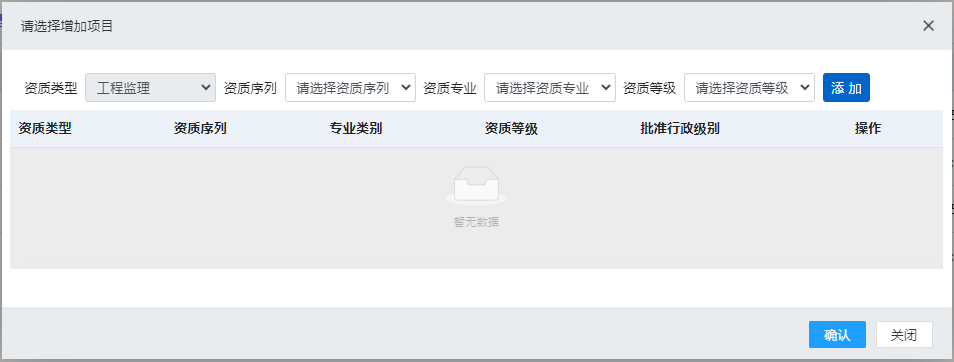 请选择增加项目
资质类型 工程监理 资质序列 请选择资质序列 资质专业 请选择资质专业 资质等级 请选择资质等级 添 加
资质类型 资质序列 专业类别 资质等级 批准行政级别 操作
暂无数据
确认 关闭